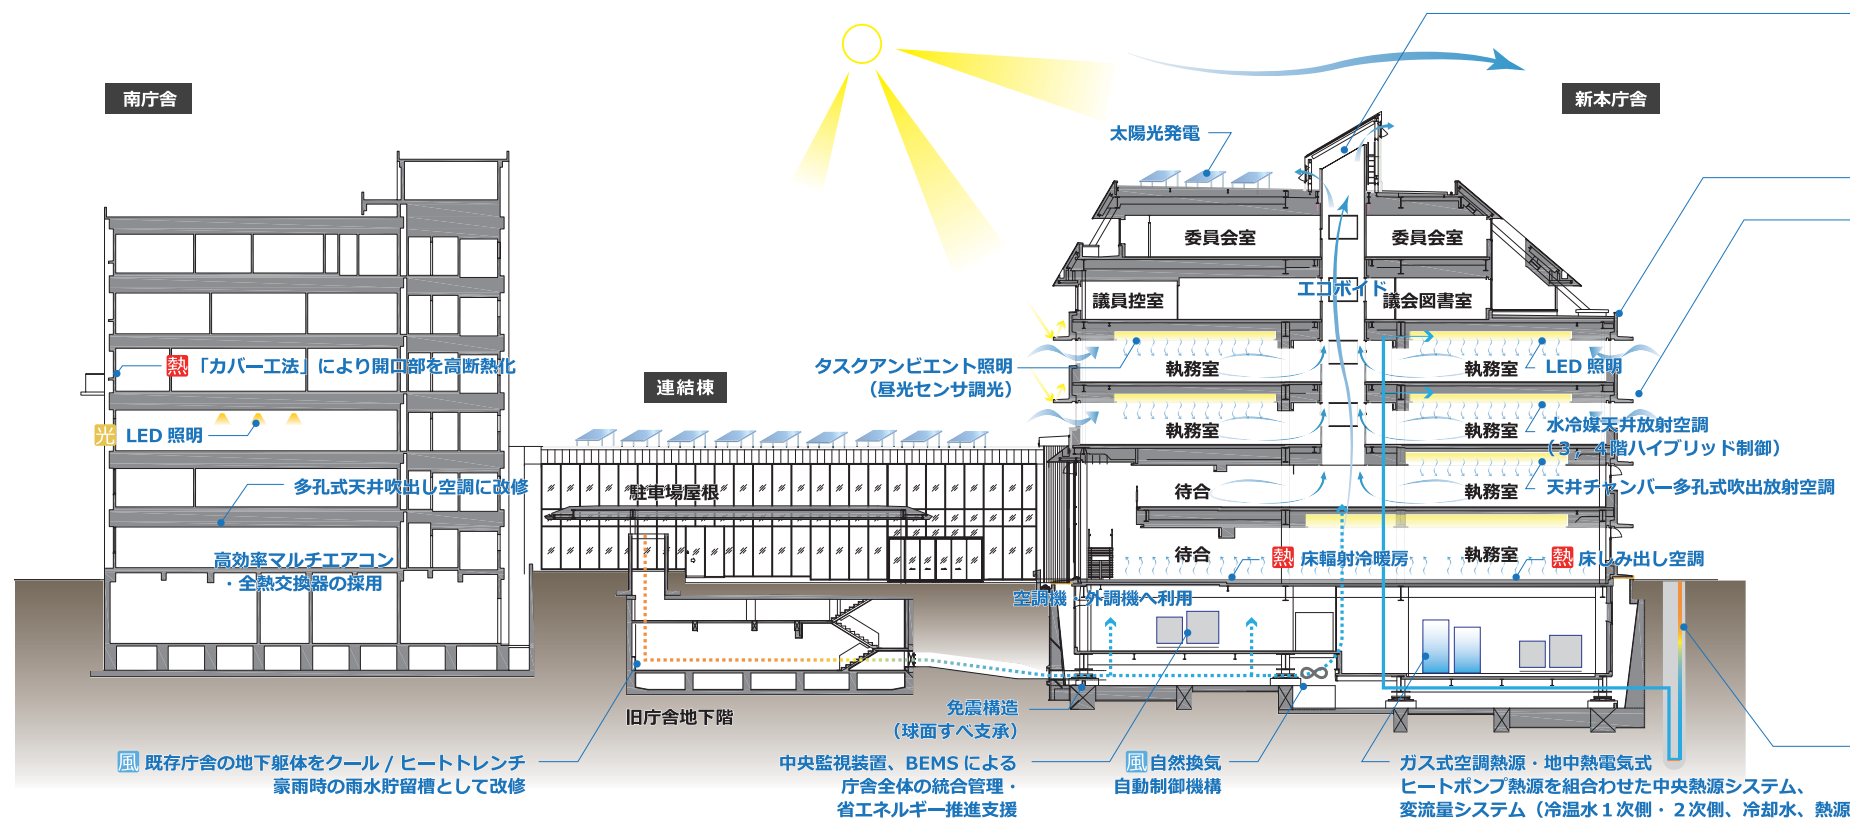 南庁舎
新本庁舎
太陽光発電
委員会室
委員会室
エコボイド
議員控室
議会図書室
熱 「カバー工法」により開口部を高断熱化
タスクアンビエント照明
（昼光センサ調光）
執務室
執務室
LED 照明
連結棟
光 LED 照明
執務室
執務室
水冷媒天井放射空調
（3，4階ハイブリッド制御）
多孔式天井吹出し空調に改修
駐車場屋根
待合
執務室
天井チャンバー多孔式吹出放射空調
高効率マルチエアコン
・全熱交換器の採用
待合
熱 床輻射冷暖房
執務室
熱 床しみ出し空調
空調機・外調機へ利用
旧庁舎地下階
免震構造
（球面すべ支承）
風 既存庁舎の地下躯体をクール / ヒートトレンチ
豪雨時の雨水貯留槽として改修
中央監視装置、BEMS による
庁舎全体の統合管理・
省エネルギー推進支援
風 自然換気
自動制御機構
ガス式空調熱源・地中熱電気式
ヒートポンプ熱源を組合わせた中央熱源システム、
変流量システム（冷温水１次側・２次側、冷却水、熱源